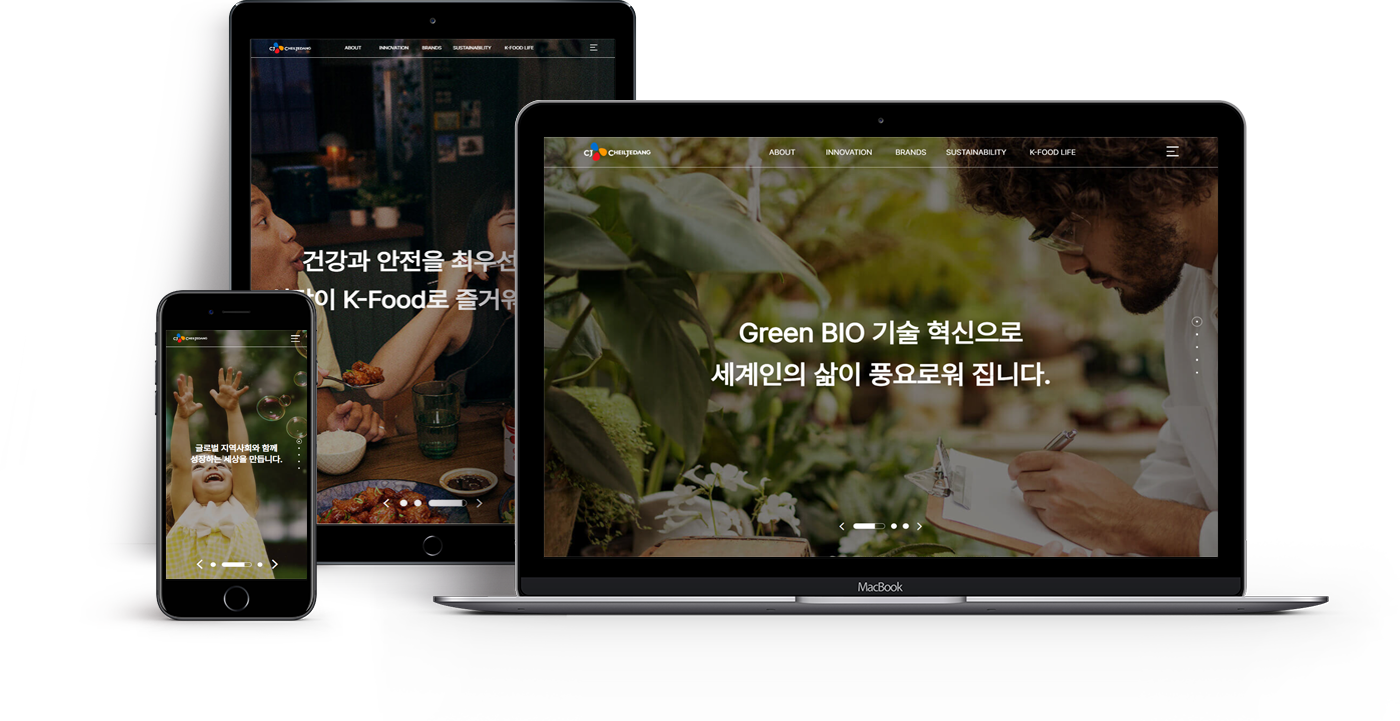 CJ CHEILJEDANG
ABOUT INNOVATION BRANDS SUSTAINABILITY K-FOOD LIFE
건강과 안전을 최우선
K-Food로 즐거워
CJ CHEILJEDANG
ABOUT INNOVATION BRANDS SUSTAINABILITY K-FOOD LIFE
Green BIO 기술 혁신으로
세계인의 삶이 풍요로워 집니다.
MacBook
CJ CHEILJEDANG
글로벌 지역사회와 함께
성장하는 세상을 만듭니다.